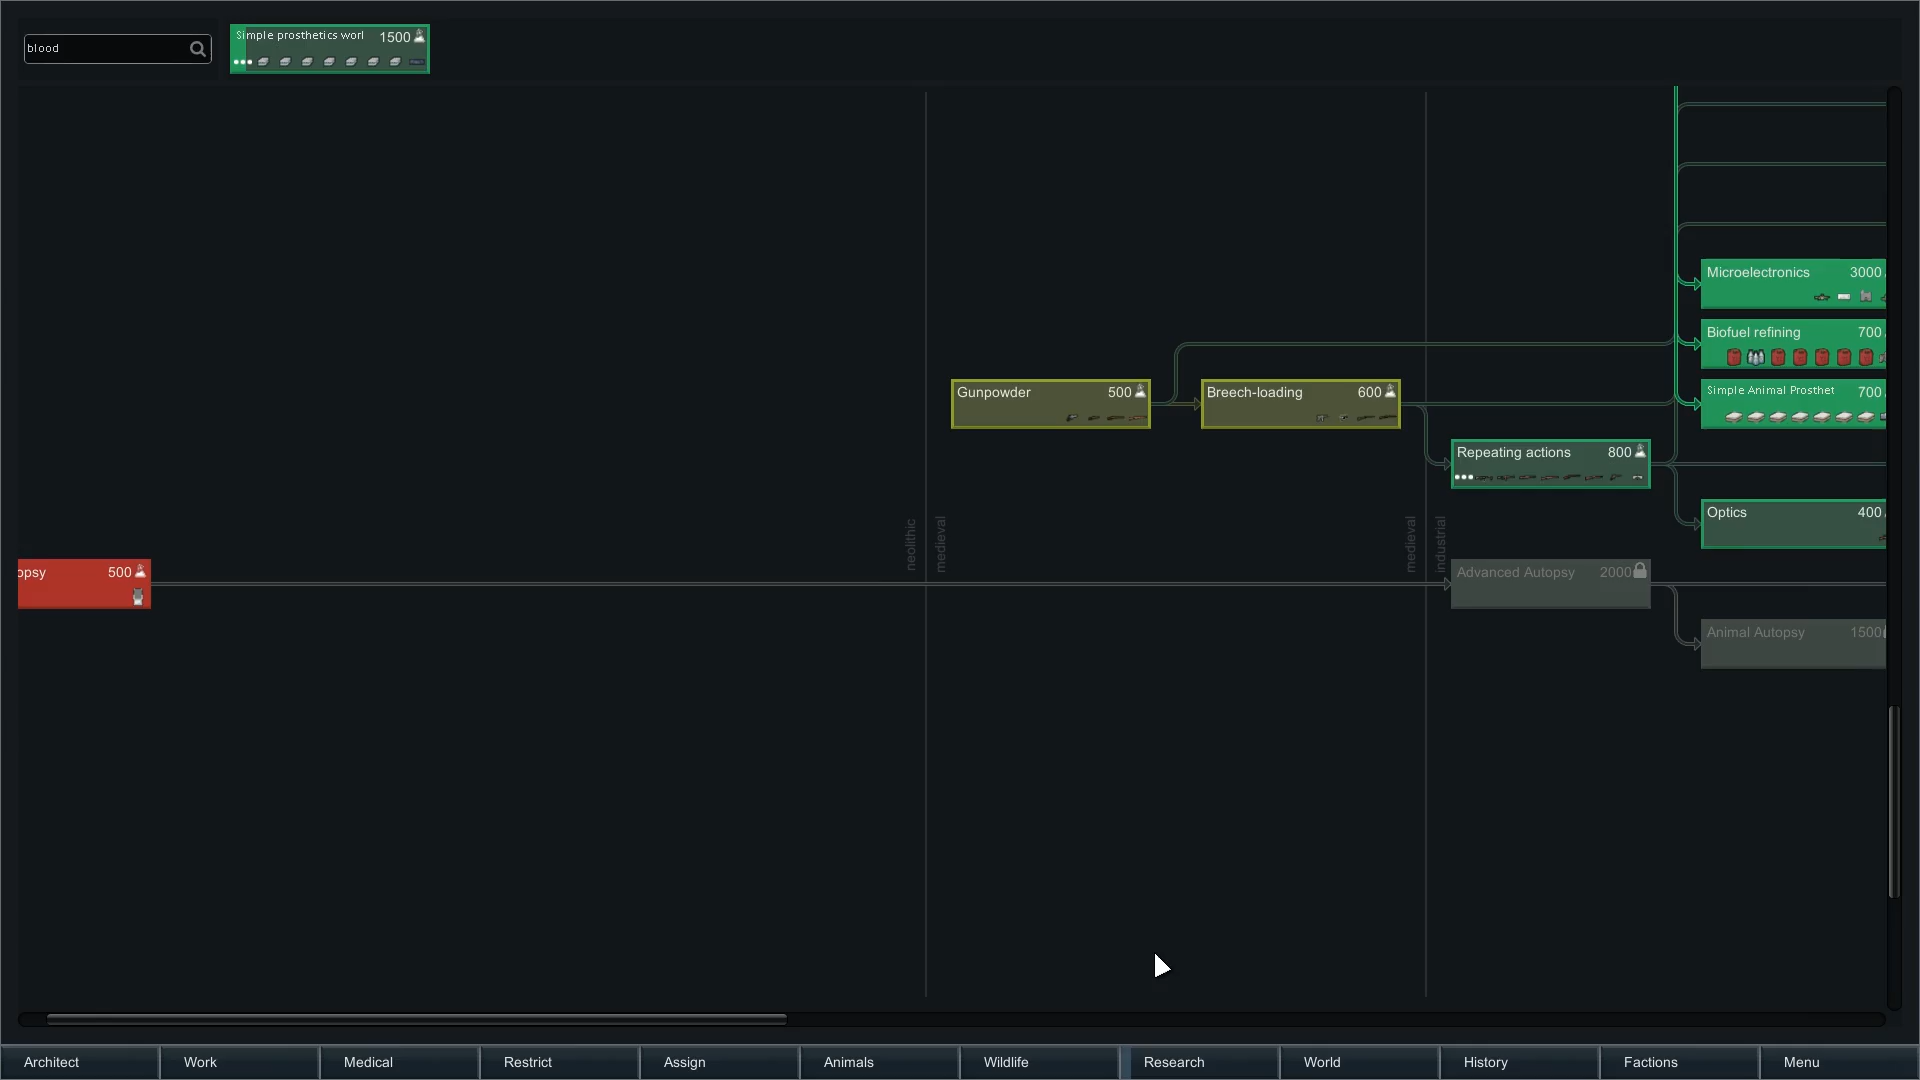 blood
Simple prosthetics worl 1500
Microelectronics 3000
Biofuel refining 700
Gunpowder 500
Breech-loading 600
Simple Animal Prosthet 700
Repeating actions 800
Optics 400
neolithic
medieval
medieval
industrial
opsy 500
Advanced Autopsy 2000
Animal Autopsy 1500
Architect
Work
Medical
Restrict
Assign
Animals
Wildlife
Research
World
History
Factions
Menu